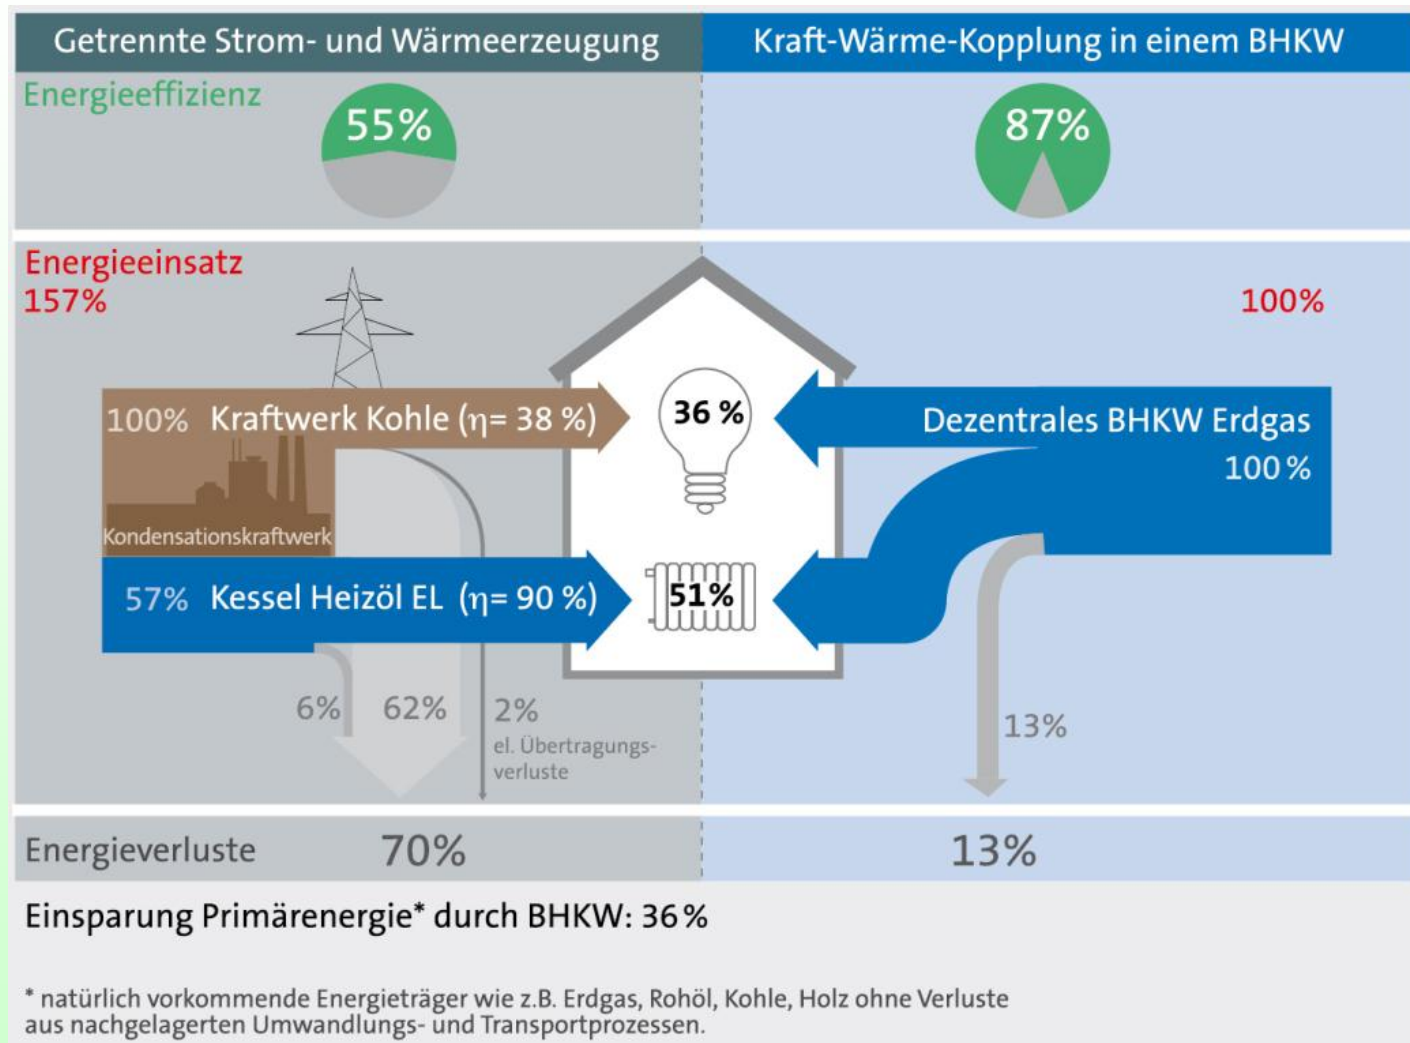 Getrennte Strom- und Wärmeerzeugung
Kraft-Wärme-Kopplung in einem BHKW
Energieeffizienz
55%
87%
Energieeinsatz
157%
100%
100% Kraftwerk Kohle (η= 38 %)
36 %
Dezentrales BHKW Erdgas
100 %
Kondensationskraftwerk
57% Kessel Heizöl EL (η= 90 %)
51%
6%
62%
2%
el. Übertragungs-
verluste
13%
Energieverluste
70%
13%
Einsparung Primärenergie* durch BHKW: 36 %
* natürlich vorkommende Energieträger wie z.B. Erdgas, Rohöl, Kohle, Holz ohne Verluste
aus nachgelagerten Umwandlungs- und Transportprozessen.